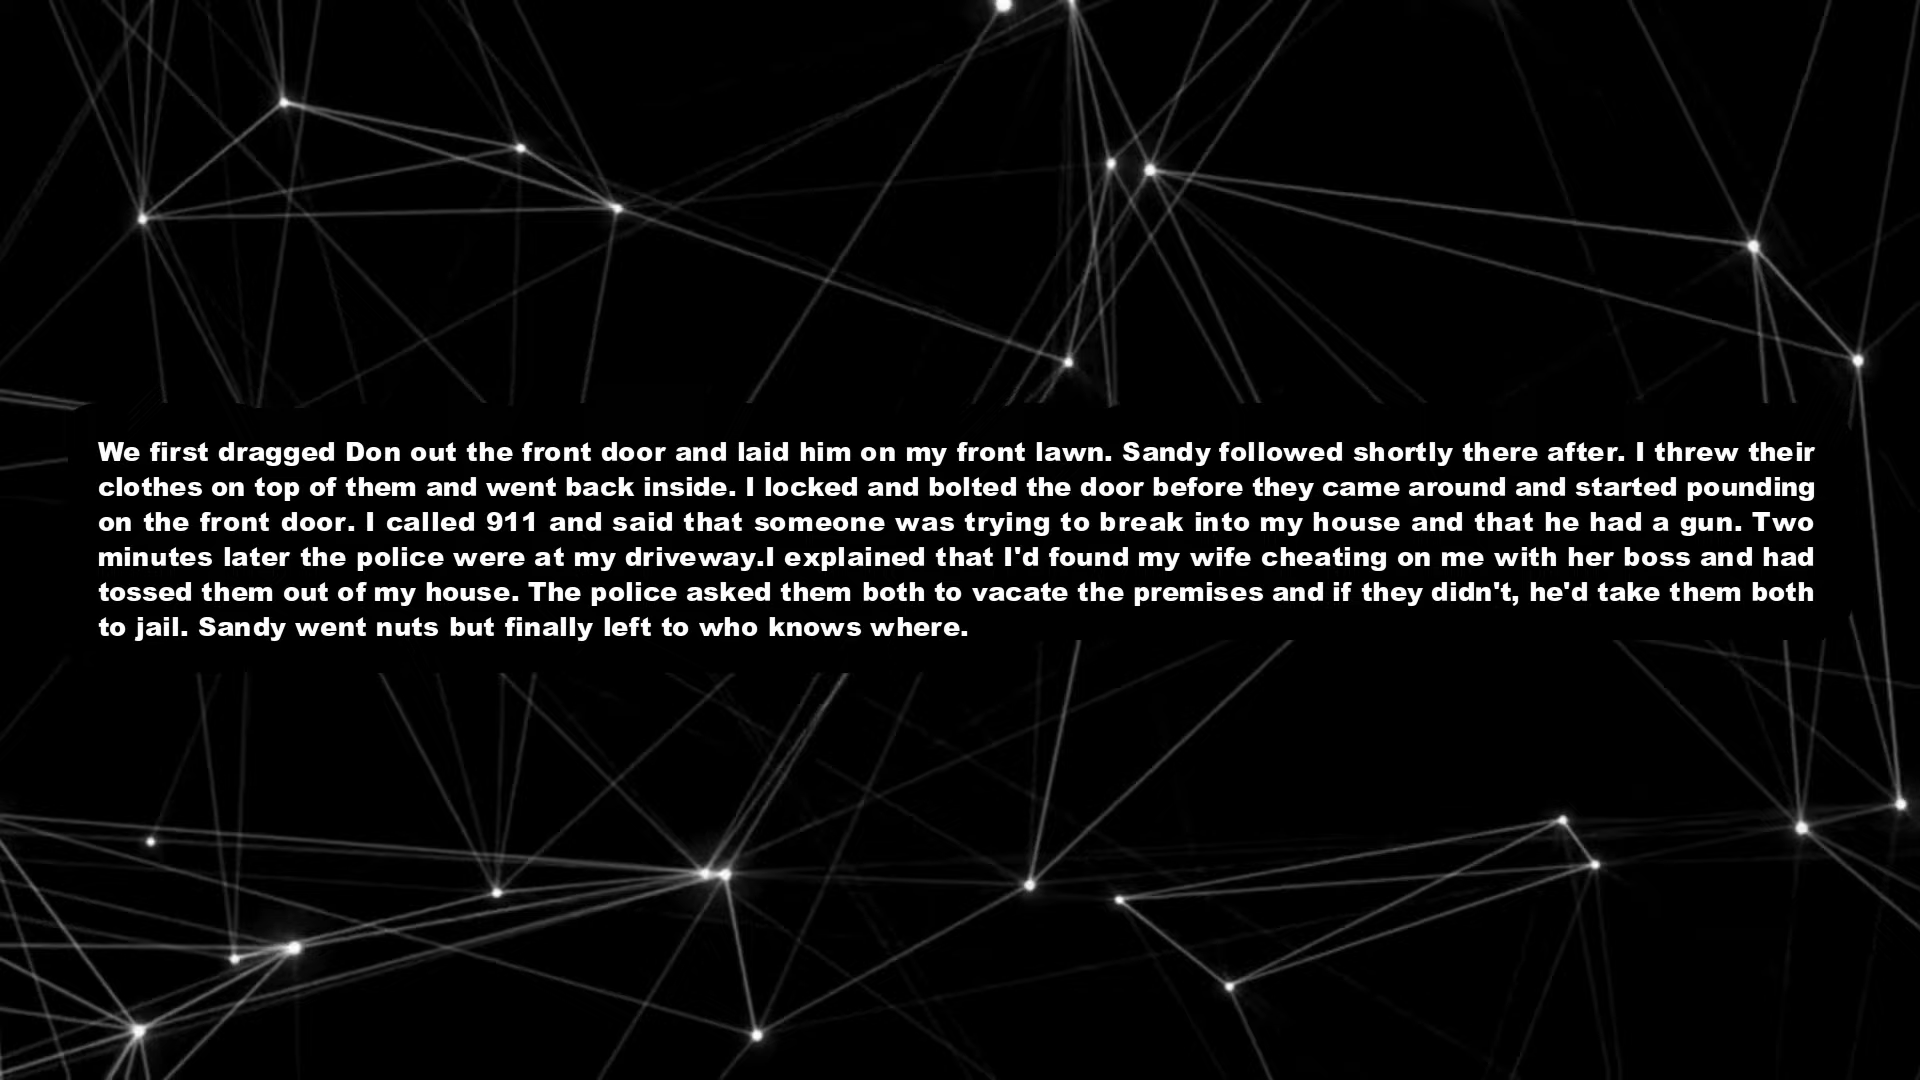 We first dragged Don out the front door and laid him on my front lawn. Sandy followed shortly there after. I threw their
clothes on top of them and went back inside. I locked and bolted the door before they came around and started pounding
on the front door. I called 911 and said that someone was trying to break into my house and that he had a gun. Two
minutes later the police were at my driveway.I explained that I'd found my wife cheating on me with her boss and had
tossed them out of my house. The police asked them both to vacate the premises and if they didn't, he'd take them both
to jail. Sandy went nuts but finally left to who knows where.